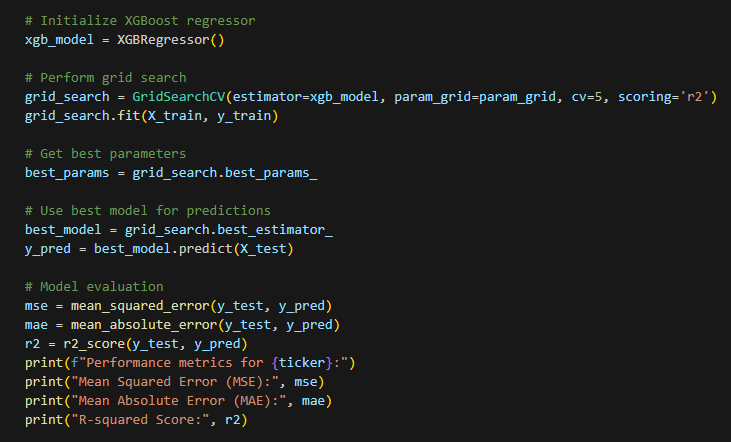 # Initialize XGBoost regressor
xgb_model = XGBRegressor()
# Perform grid search
grid_search = GridSearchCV(estimator=xgb_model, param_grid=param_grid, cv=5, scoring='r2')
grid_search.fit(X_train, y_train)
# Get best parameters
best_params = grid_search.best_params_
# Use best model for predictions
best_model = grid_search.best_estimator_
y_pred = best_model.predict(X_test)
# Model evaluation
mse = mean_squared_error(y_test, y_pred)
mae = mean_absolute_error(y_test, y_pred)
r2 = r2_score(y_test, y_pred)
print(f"Performance metrics for {ticker}:")
print("Mean Squared Error (MSE):", mse)
print("Mean Absolute Error (MAE):", mae)
print("R-squared Score:", r2)